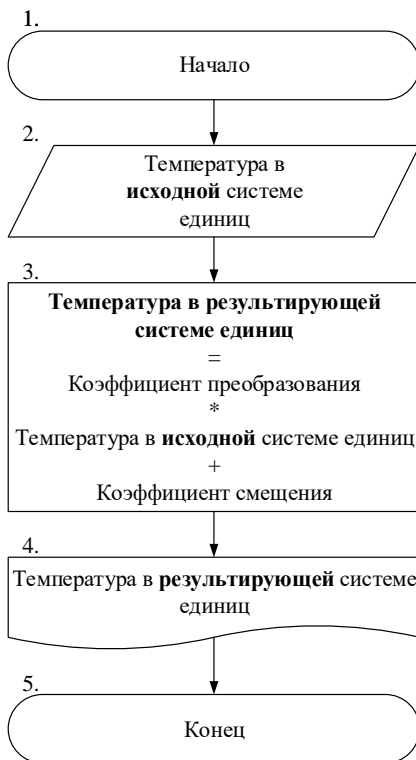 1.
Начало
2.
Температура в
исходной системе
единиц
3.
Температура в результирующей
системе единиц
=
Коэффициент преобразования
*
Температура в исходной системе единиц
+
Коэффициент смещения
4.
Температура в результирующей системе
единиц
5.
Конец